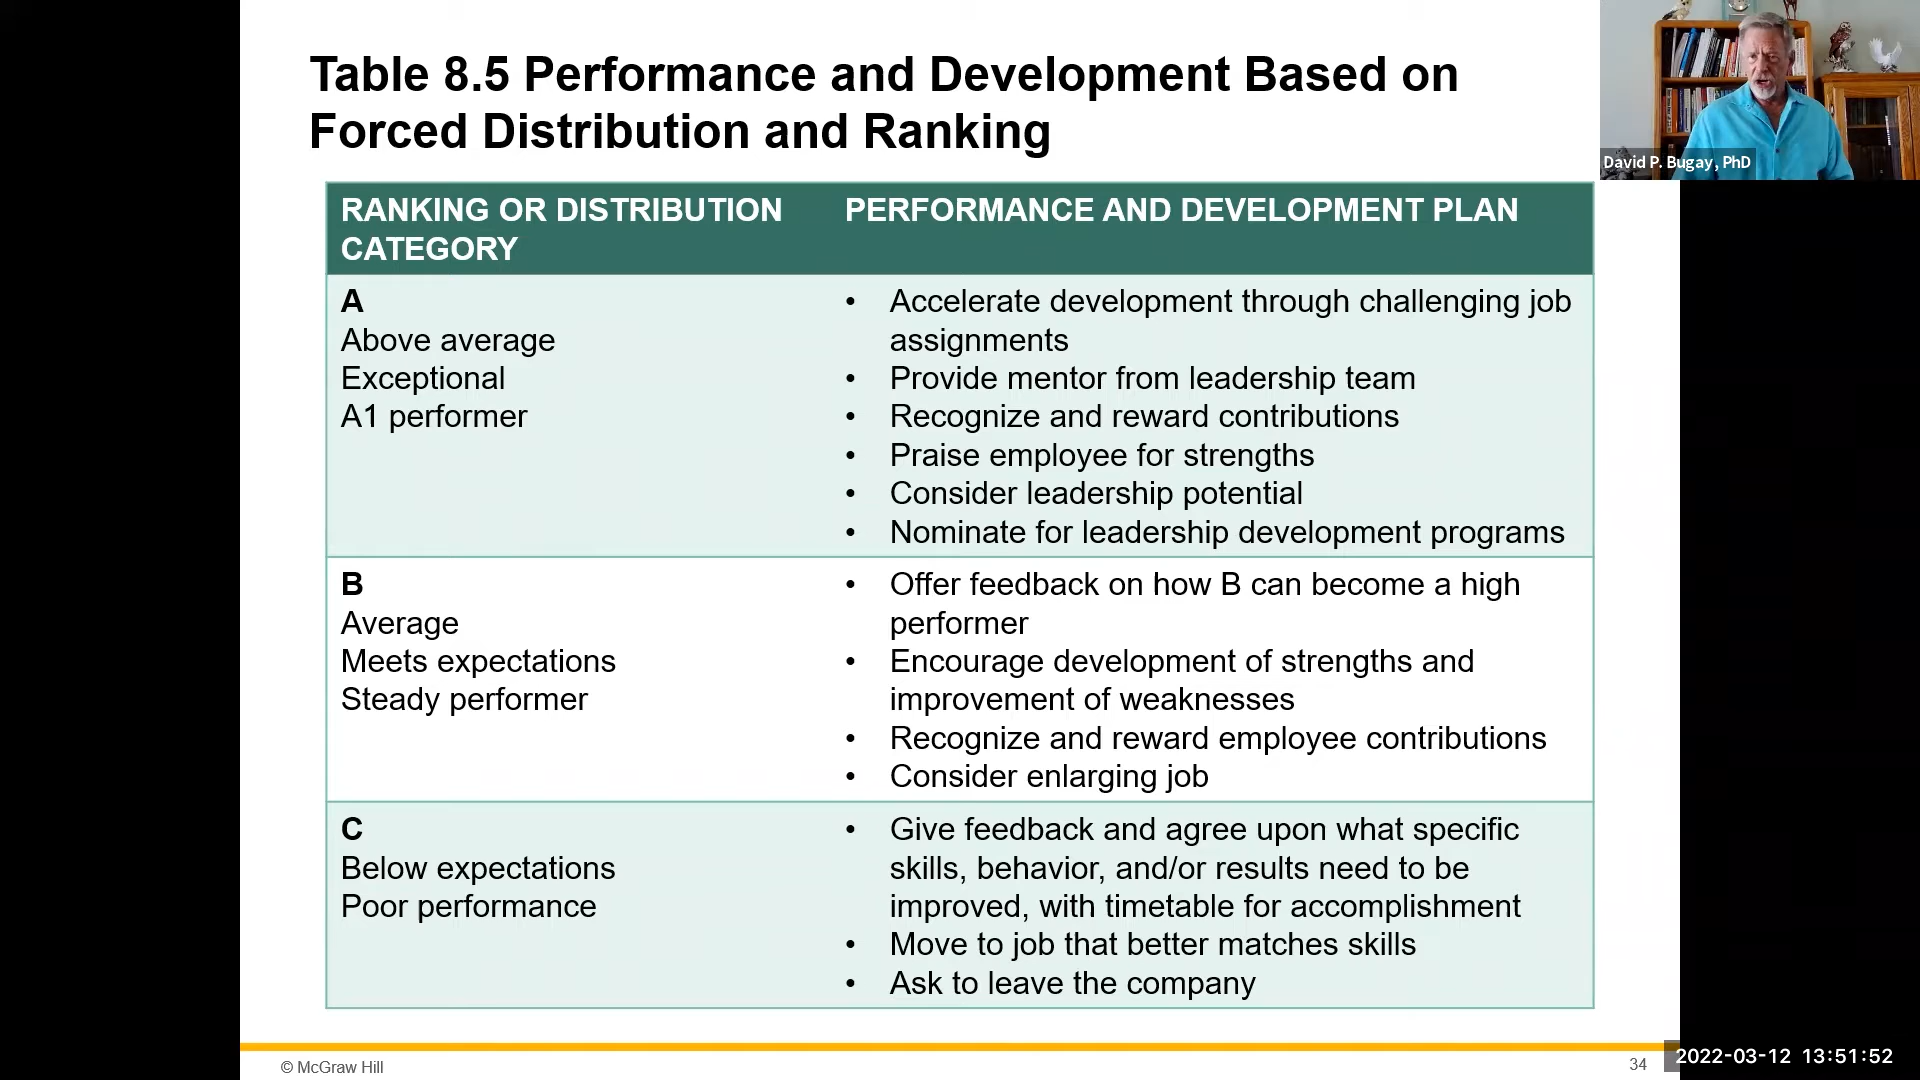 Table 8.5 Performance and Development Based on
Forced Distribution and Ranking
David P. Bugay, PhD
RANKING OR DISTRIBUTION
CATEGORY
PERFORMANCE AND DEVELOPMENT PLAN
A
Above average
Exceptional
A1 performer
• Accelerate development through challenging job
assignments
• Provide mentor from leadership team
• Recognize and reward contributions
• Praise employee for strengths
• Consider leadership potential
• Nominate for leadership development programs
B
Average
Meets expectations
Steady performer
• Offer feedback on how B can become a high
performer
• Encourage development of strengths and
improvement of weaknesses
• Recognize and reward employee contributions
• Consider enlarging job
C
Below expectations
Poor performance
• Give feedback and agree upon what specific
skills, behavior, and/or results need to be
improved, with timetable for accomplishment
• Move to job that better matches skills
• Ask to leave the company
© McGraw Hill
34
2022-03-12 13:51:52